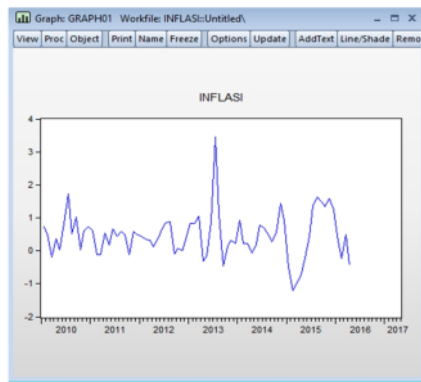 Graph: GRAPH01 Workfile: INFLASI::Untitled\
View Proc Object Print Name Freeze Options Update AddText Line/Shade Remo
INFLASI
4
3
2
1
0
-1
-2
2010 2011 2012 2013 2014 2015 2016 2017